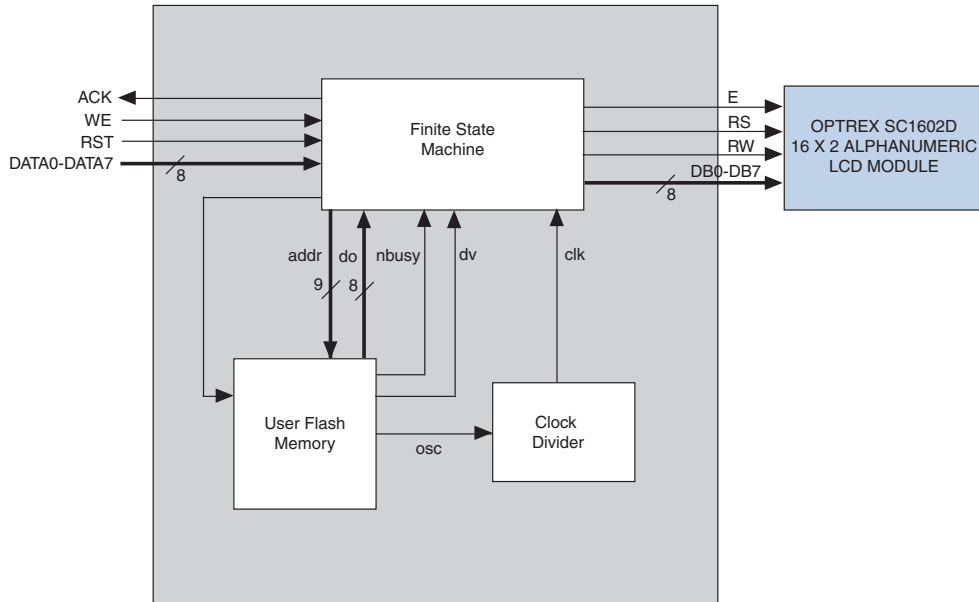 ACK
WE
RST
DATA0-DATA7
8
Finite State
Machine
E
RS
RW
DB0-DB7
8
OPTREX SC1602D
16 X 2 ALPHANUMERIC
LCD MODULE
addr
do
nbusy
dv
clk
9
8
User Flash
Memory
osc
Clock
Divider